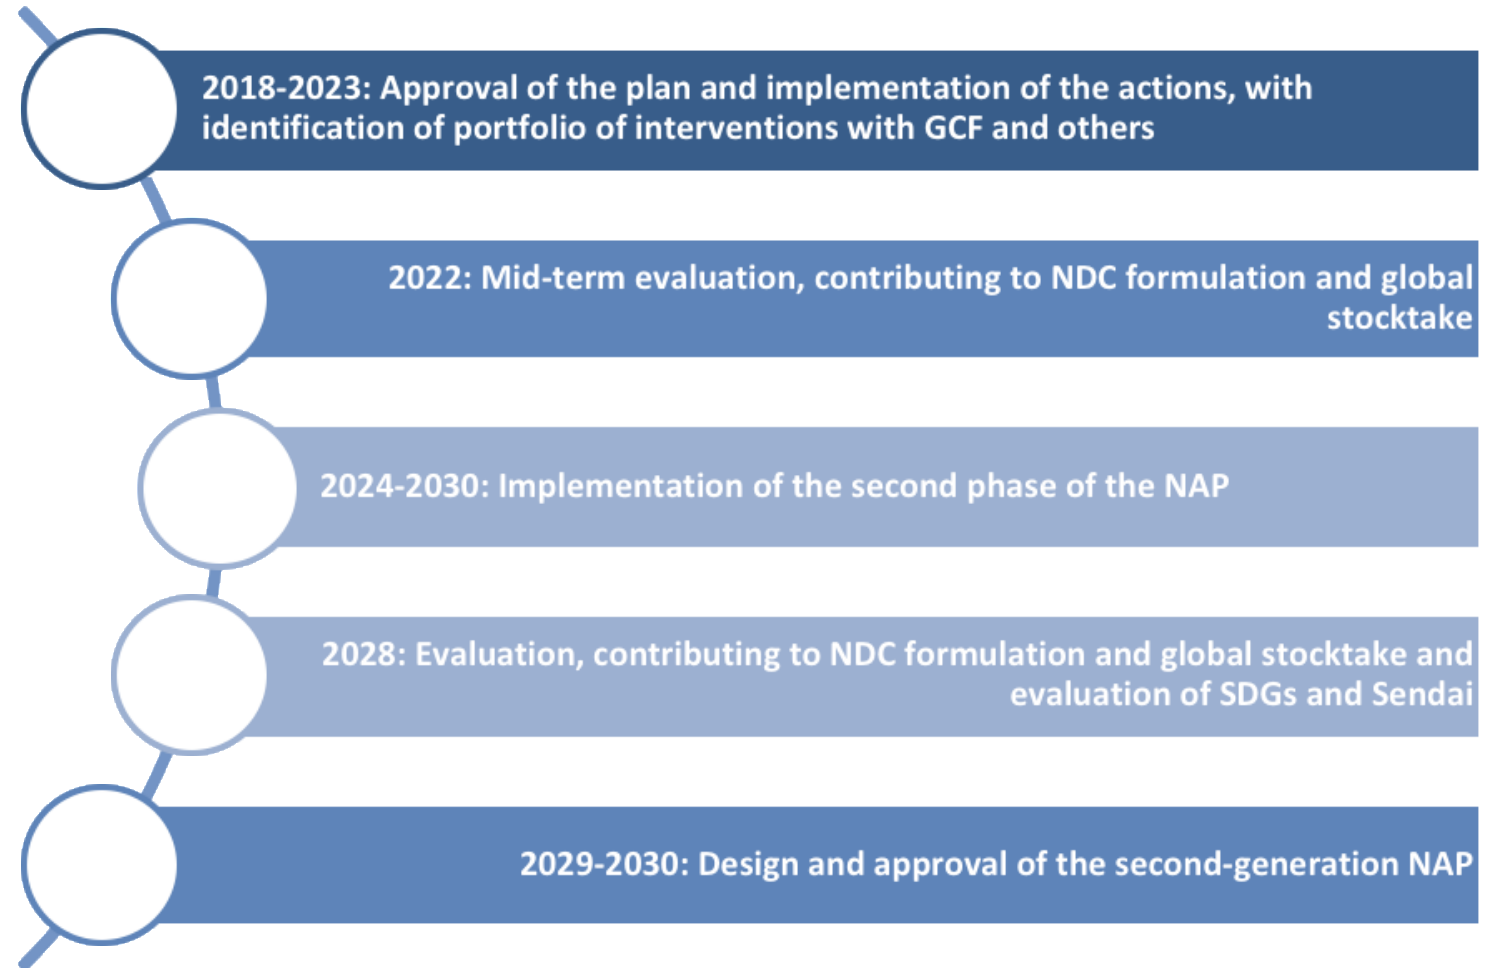 2018-2023: Approval of the plan and implementation of the actions, with
identification of portfolio of interventions with GCF and others
2022: Mid-term evaluation, contributing to NDC formulation and global
stocktake
2024-2030: Implementation of the second phase of the NAP
2028: Evaluation, contributing to NDC formulation and global stocktake and
evaluation of SDGs and Sendai
2029-2030: Design and approval of the second-generation NAP